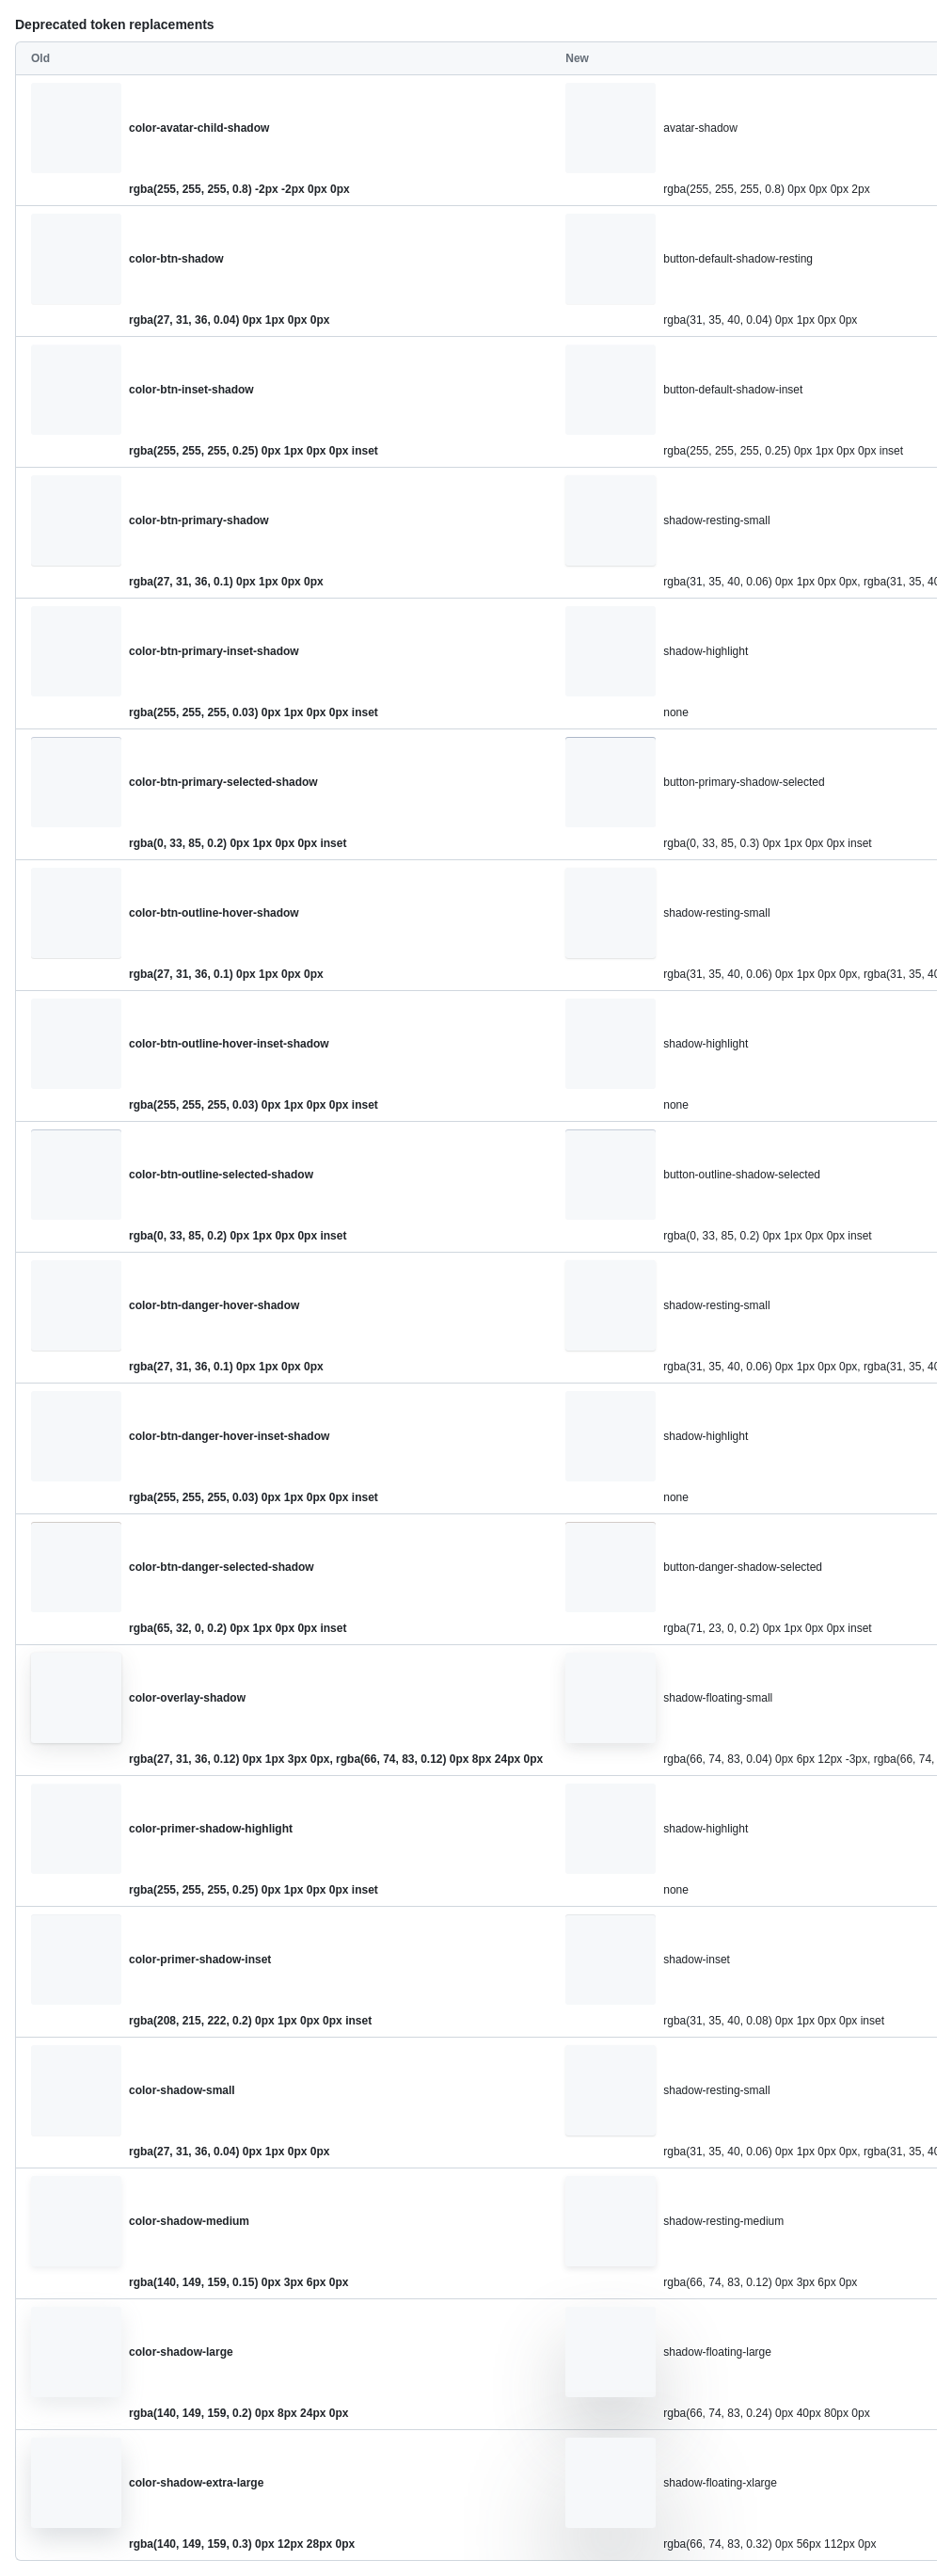 Deprecated token replacements
Old New
color-avatar-child-shadow avatar-shadow
rgba(255, 255, 255, 0.8) -2px -2px 0px 0px rgba(255, 255, 255, 0.8) 0px 0px 0px 2px
color-btn-shadow button-default-shadow-resting
rgba(27, 31, 36, 0.04) 0px 1px 0px 0px rgba(31, 35, 40, 0.04) 0px 1px 0px 0px
color-btn-inset-shadow button-default-shadow-inset
rgba(255, 255, 255, 0.25) 0px 1px 0px 0px inset rgba(255, 255, 255, 0.25) 0px 1px 0px 0px inset
color-btn-primary-shadow shadow-resting-small
rgba(27, 31, 36, 0.1) 0px 1px 0px 0px rgba(31, 35, 40, 0.06) 0px 1px 0px 0px, rgba(31, 35,
color-btn-primary-inset-shadow shadow-highlight
rgba(255, 255, 255, 0.03) 0px 1px 0px 0px inset none
color-btn-primary-selected-shadow button-primary-shadow-selected
rgba(0, 33, 85, 0.2) 0px 1px 0px 0px inset rgba(0, 33, 85, 0.3) 0px 1px 0px 0px inset
color-btn-outline-hover-shadow shadow-resting-small
rgba(27, 31, 36, 0.1) 0px 1px 0px 0px rgba(31, 35, 40, 0.06) 0px 1px 0px 0px, rgba(31, 35,
color-btn-outline-hover-inset-shadow shadow-highlight
rgba(255, 255, 255, 0.03) 0px 1px 0px 0px inset none
color-btn-outline-selected-shadow button-outline-shadow-selected
rgba(0, 33, 85, 0.2) 0px 1px 0px 0px inset rgba(0, 33, 85, 0.2) 0px 1px 0px 0px inset
color-btn-danger-hover-shadow shadow-resting-small
rgba(27, 31, 36, 0.1) 0px 1px 0px 0px rgba(31, 35, 40, 0.06) 0px 1px 0px 0px, rgba(31, 35,
color-btn-danger-hover-inset-shadow shadow-highlight
rgba(255, 255, 255, 0.03) 0px 1px 0px 0px inset none
color-btn-danger-selected-shadow button-danger-shadow-selected
rgba(65, 32, 0, 0.2) 0px 1px 0px 0px inset rgba(71, 23, 0, 0.2) 0px 1px 0px 0px inset
color-overlay-shadow shadow-floating-small
rgba(27, 31, 36, 0.12) 0px 1px 3px 0px, rgba(66, 74, 83, 0.12) 0px 8px 24px 0px rgba(66, 74, 83, 0.04) 0px 6px 12px -3px, rgba(66, 74,
color-primer-shadow-highlight shadow-highlight
rgba(255, 255, 255, 0.25) 0px 1px 0px 0px inset none
color-primer-shadow-inset shadow-inset
rgba(208, 215, 222, 0.2) 0px 1px 0px 0px inset rgba(31, 35, 40, 0.08) 0px 1px 0px 0px inset
color-shadow-small shadow-resting-small
rgba(27, 31, 36, 0.04) 0px 1px 0px 0px rgba(31, 35, 40, 0.06) 0px 1px 0px 0px, rgba(31, 35,
color-shadow-medium shadow-resting-medium
rgba(140, 149, 159, 0.15) 0px 3px 6px 0px rgba(66, 74, 83, 0.12) 0px 3px 6px 0px
color-shadow-large shadow-floating-large
rgba(140, 149, 159, 0.2) 0px 8px 24px 0px rgba(66, 74, 83, 0.24) 0px 40px 80px 0px
color-shadow-extra-large shadow-floating-xlarge
rgba(140, 149, 159, 0.3) 0px 12px 28px 0px rgba(66, 74, 83, 0.32) 0px 56px 112px 0px